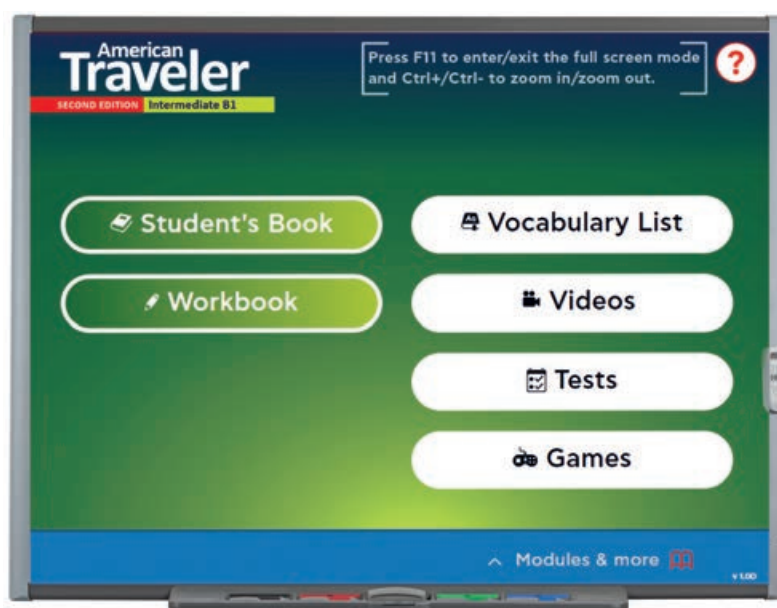 American
Traveler
SECOND EDITION Intermediate B1
Press F11 to enter/exit the full screen mode
and Ctrl+/Ctrl- to zoom in/zoom out.
?
Student's Book
Workbook
Vocabulary List
Videos
Tests
Games
Modules & more
v 1.00